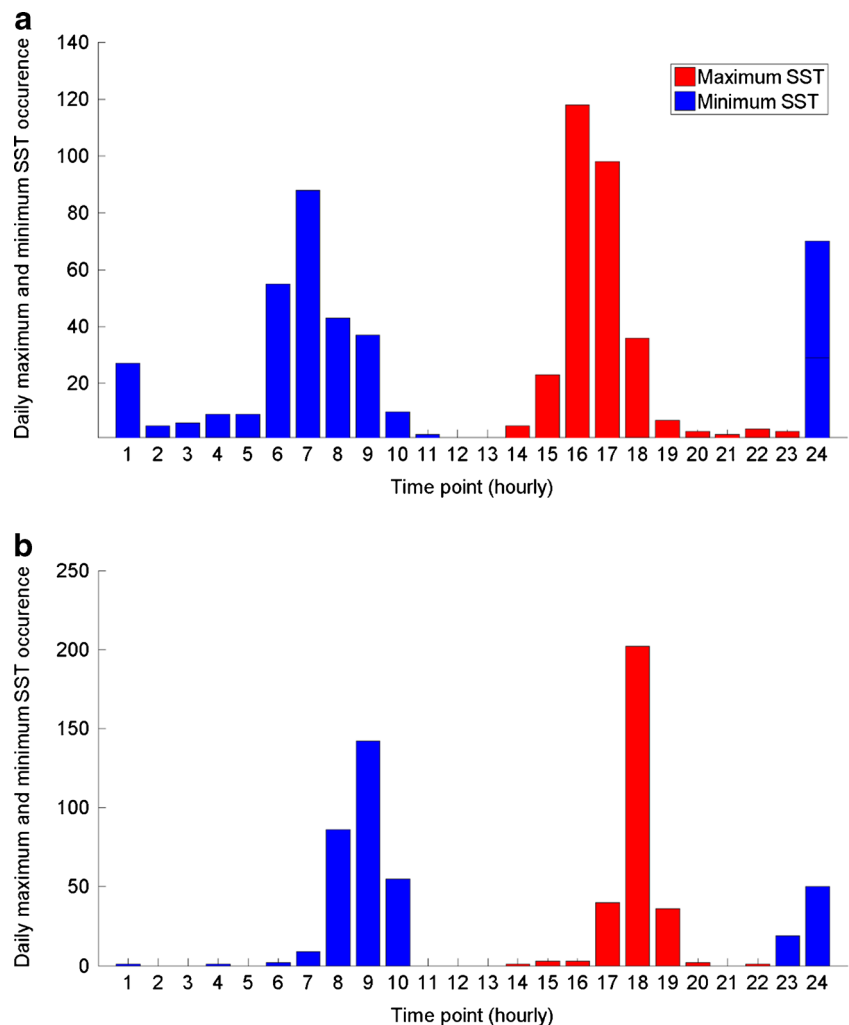 a
140
120
100
80
60
40
20
Daily maximum and minimum SST occurence
Maximum SST
Minimum SST
1 2 3 4 5 6 7 8 9 10 11 12 13 14 15 16 17 18 19 20 21 22 23 24
Time point (hourly)
b
250
200
150
100
50
0
Daily maximum and minimum SST occurence
1 2 3 4 5 6 7 8 9 10 11 12 13 14 15 16 17 18 19 20 21 22 23 24
Time point (hourly)